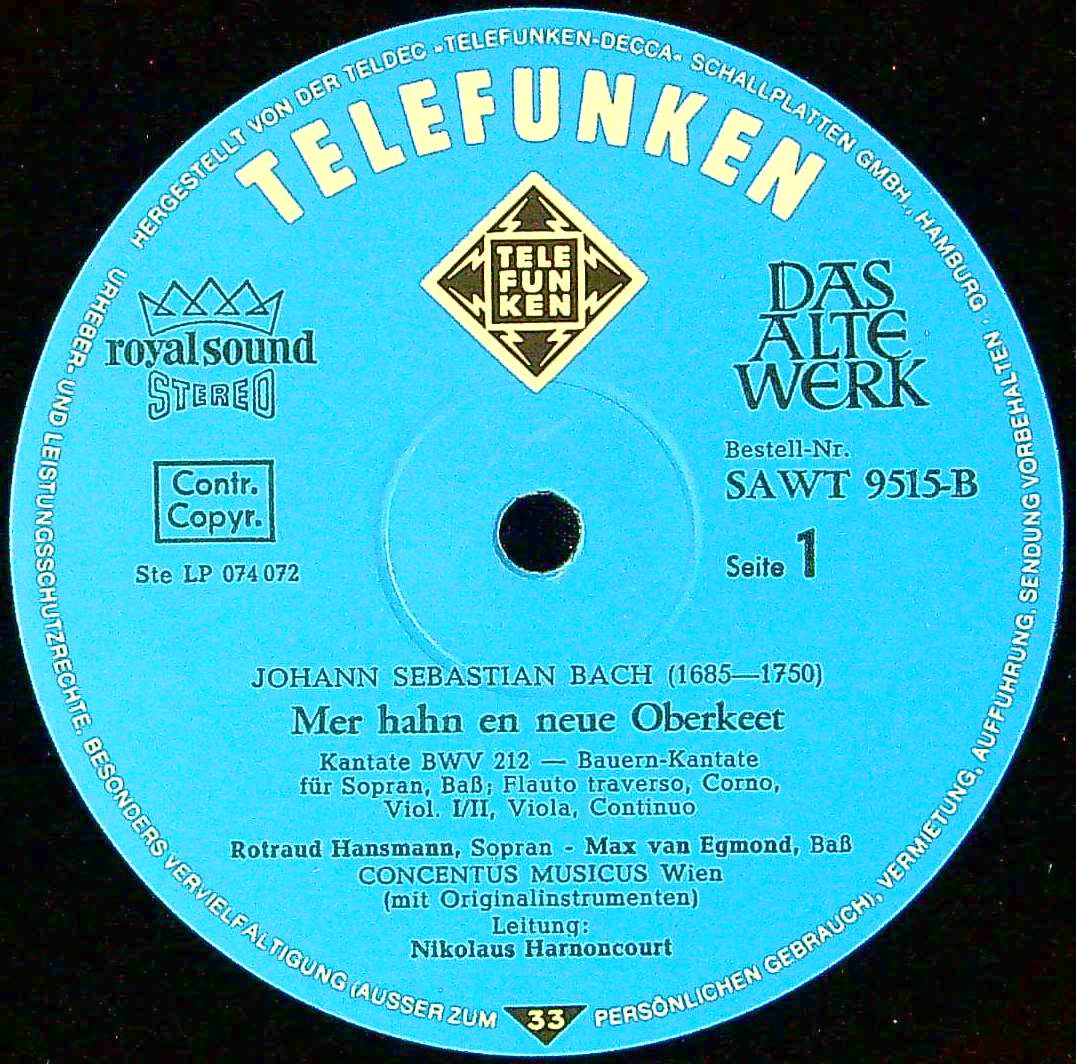 URHEBER- UND LEISTUNGSSCHUTZRECHTE, BESONDERS VERVIELFÄLTIGUNG (AUSSER ZUM
HERGESTELLT VON DER TELDEC »TELEFUNKEN-DECCA« SCHALLPLATTEN GMBH., HAMBURG ·
TELEFUNKEN
TELE
FUN
KEN
royal sound
STEREO
DAS
ALTE
WERK
Contr.
Copyr.
Ste LP 074 072
Bestell-Nr.
SAWT 9515-B
Seite 1
JOHANN SEBASTIAN BACH (1685—1750)
Mer hahn en neue Oberkeet
Kantate BWV 212 — Bauern-Kantate
für Sopran, Baß; Flauto traverso, Corno,
Viol. I/II, Viola, Continuo
Rotraud Hansmann, Sopran - Max van Egmond, Baß
CONCENTUS MUSICUS Wien
(mit Originalinstrumenten)
Leitung:
Nikolaus Harnoncourt
33
PERSÖNLICHEN GEBRAUCH), VERMIETUNG, AUFFÜHRUNG, SENDUNG VORBEHALTEN